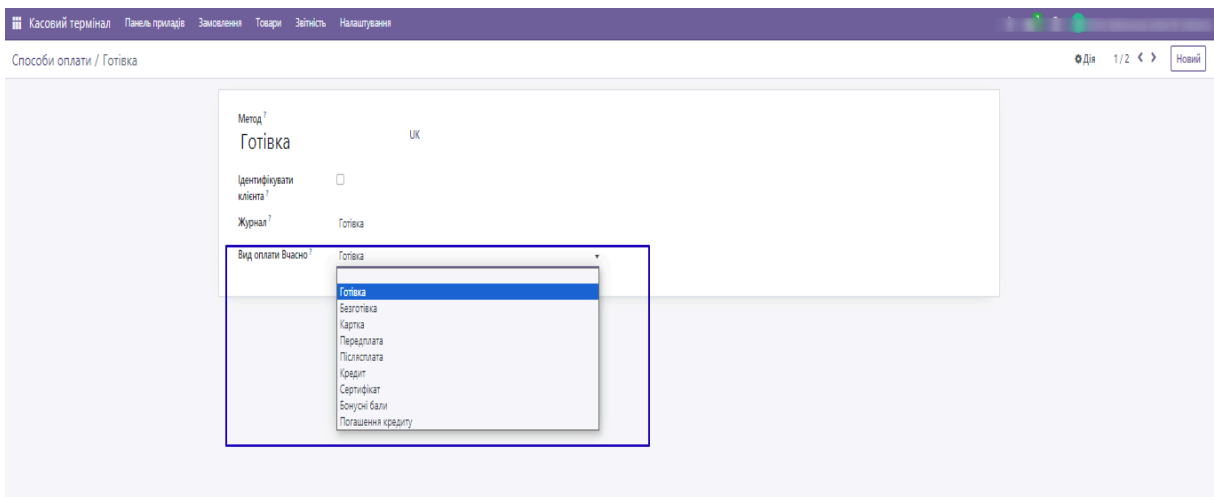 Касовий термінал Панель приладів Замовлення Товари Звітність Налаштування
Способи оплати / Готівка Дія 1 / 2 Новий
Метод ?
Готівка UK
Ідентифікувати
клієнта ?
Журнал ? Готівка
Вид оплати Вчасно ? Готівка
Готівка
Безготівка
Картка
Передплата
Післясплата
Кредит
Сертифікат
Бонусні бали
Погашення кредиту